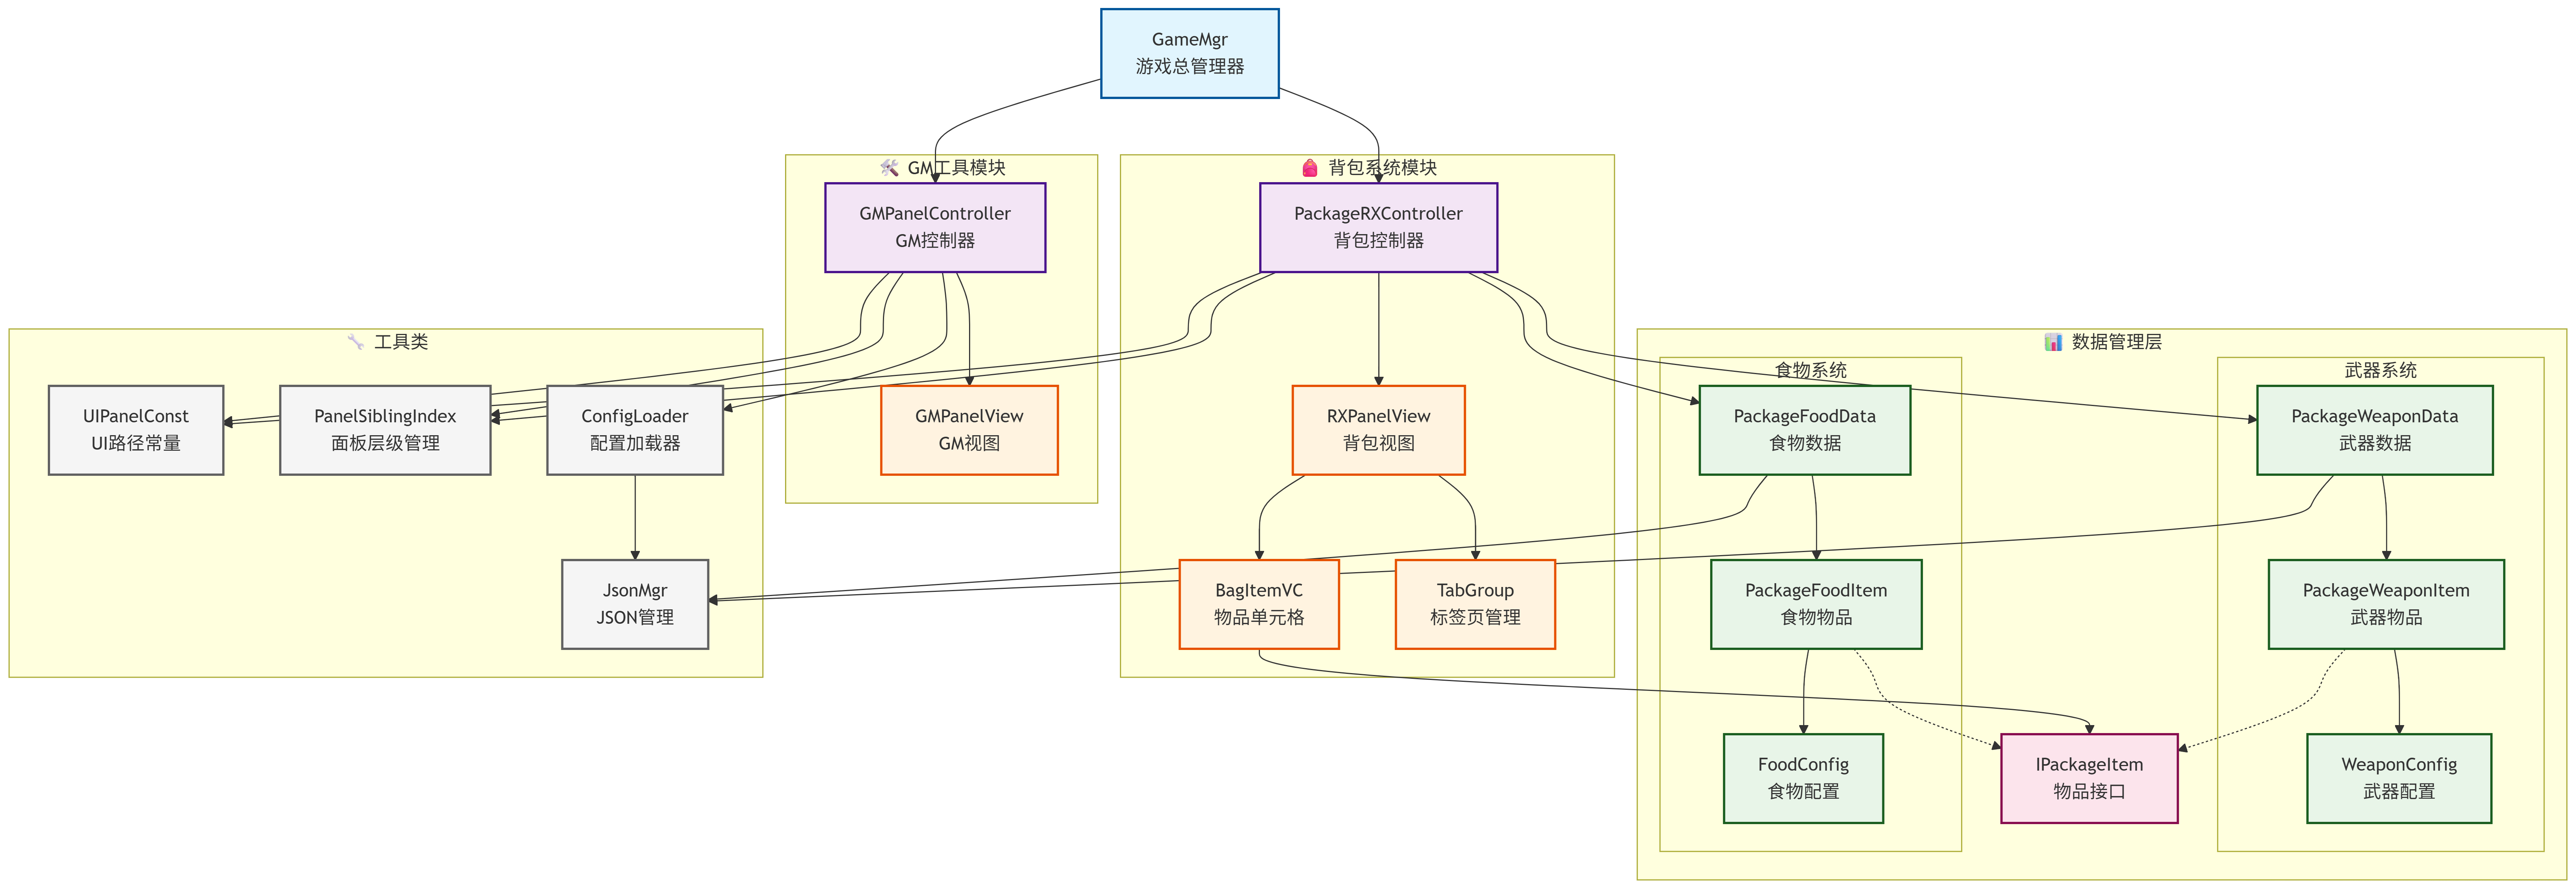 GameMgr
游戏总管理器
🛠️ GM工具模块
🎒 背包系统模块
GMPanelController
GM控制器
PackageRXController
背包控制器
🔧 工具类
📊 数据管理层
食物系统
武器系统
UIPanelConst
UI路径常量
PanelSiblingIndex
面板层级管理
ConfigLoader
配置加载器
GMPanelView
GM视图
RXPanelView
背包视图
PackageFoodData
食物数据
PackageWeaponData
武器数据
JsonMgr
JSON管理
BagItemVC
物品单元格
TabGroup
标签页管理
PackageFoodItem
食物物品
PackageWeaponItem
武器物品
FoodConfig
食物配置
IPackageItem
物品接口
WeaponConfig
武器配置